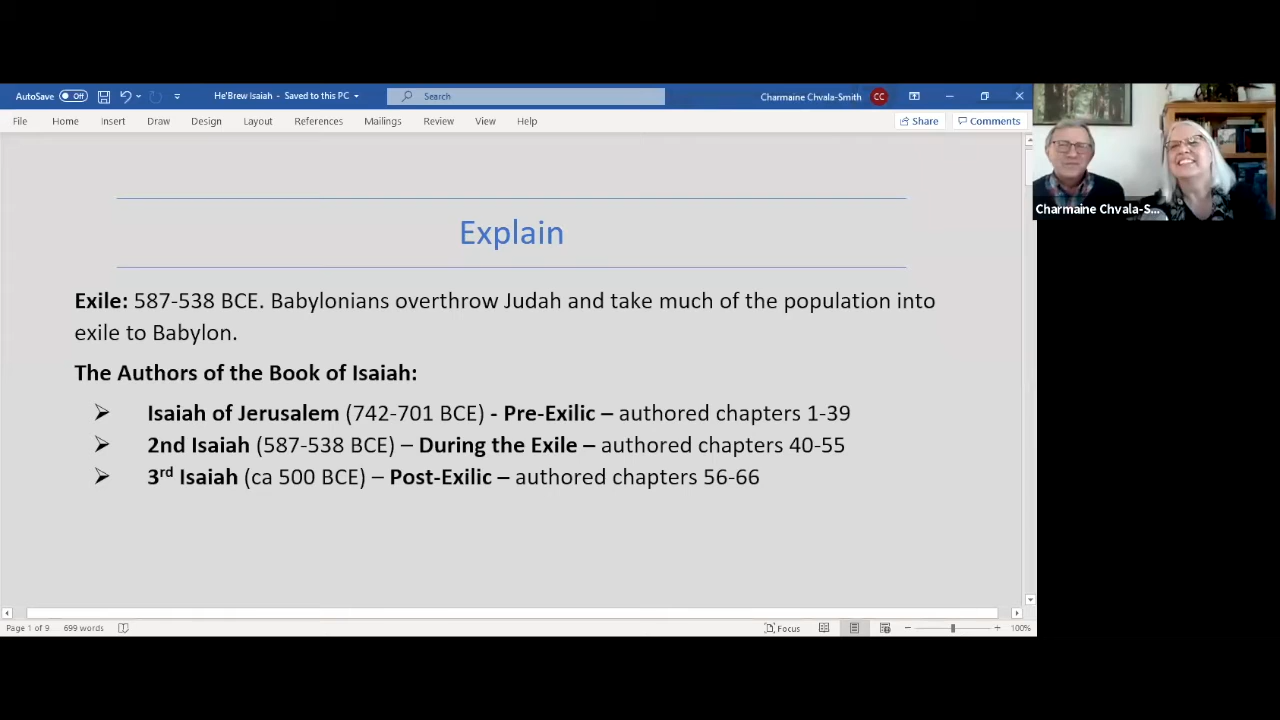 AutoSave Off He'Brew Isaiah - Saved to this PC Search Charmaine Chvala-Smith CC
File Home Insert Draw Design Layout References Mailings Review View Help Share Comments
Charmaine Chvala-S...
Explain
Exile: 587-538 BCE. Babylonians overthrow Judah and take much of the population into
exile to Babylon.
The Authors of the Book of Isaiah:
➢ Isaiah of Jerusalem (742-701 BCE) - Pre-Exilic – authored chapters 1-39
➢ 2nd Isaiah (587-538 BCE) – During the Exile – authored chapters 40-55
➢ 3rd Isaiah (ca 500 BCE) – Post-Exilic – authored chapters 56-66
Page 1 of 9 699 words Focus 100%